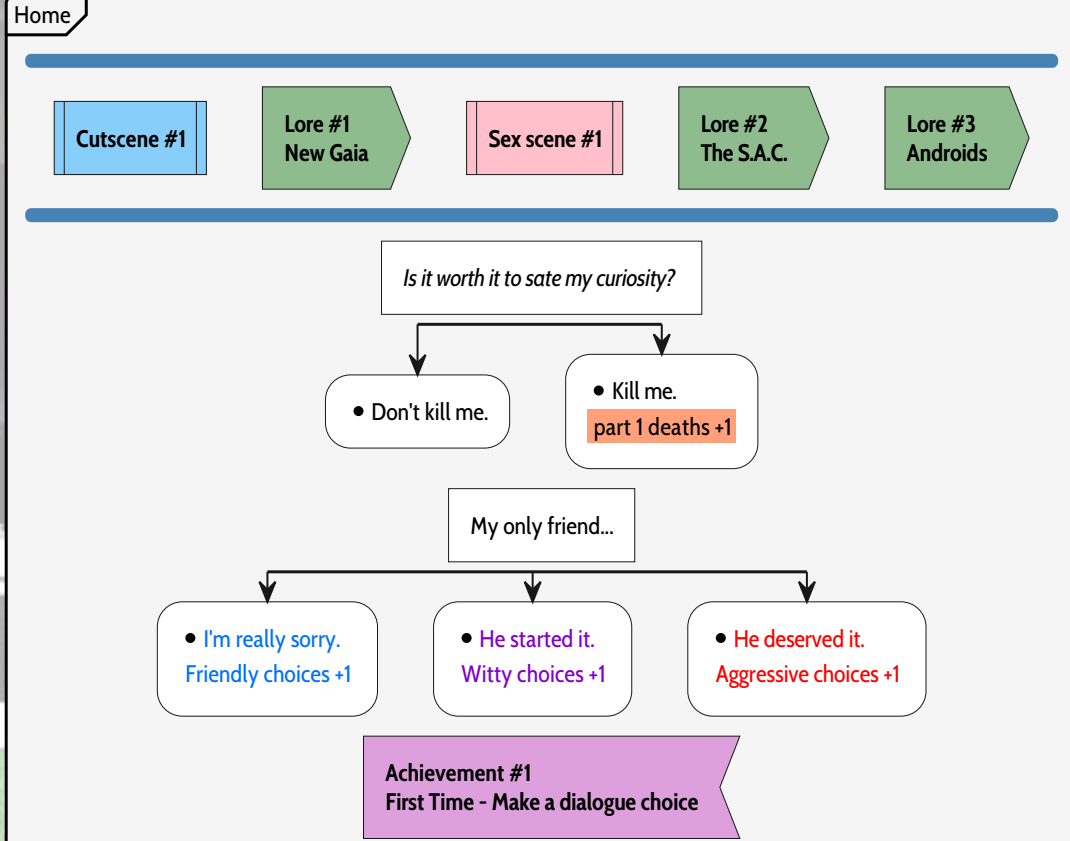 Home
Cutscene #1
Lore #1
New Gaia
Sex scene #1
Lore #2
The S.A.C.
Lore #3
Androids
Is it worth it to sate my curiosity?
• Don't kill me.
• Kill me.
part 1 deaths +1
My only friend...
• I'm really sorry.
Friendly choices +1
• He started it.
Witty choices +1
• He deserved it.
Aggressive choices +1
Achievement #1
First Time - Make a dialogue choice